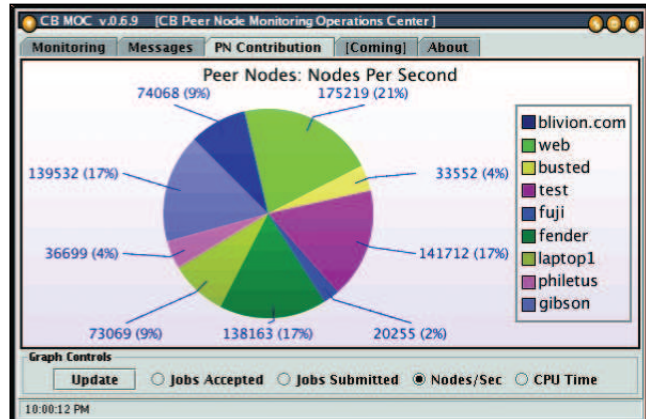 CB MOC v.0.6.9 [CB Peer Node Monitoring Operations Center]
Monitoring Messages PN Contribution [Coming] About
Peer Nodes: Nodes Per Second
74068 (9%) 175219 (21%)
139532 (17%) 33552 (4%)
36699 (4%) 141712 (17%)
73069 (9%) 138163 (17%) 20255 (2%)
blivion.com
web
busted
test
fuji
fender
laptop1
philetus
gibson
Graph Controls
Update Jobs Accepted Jobs Submitted Nodes/Sec CPU Time
10:00:12 PM